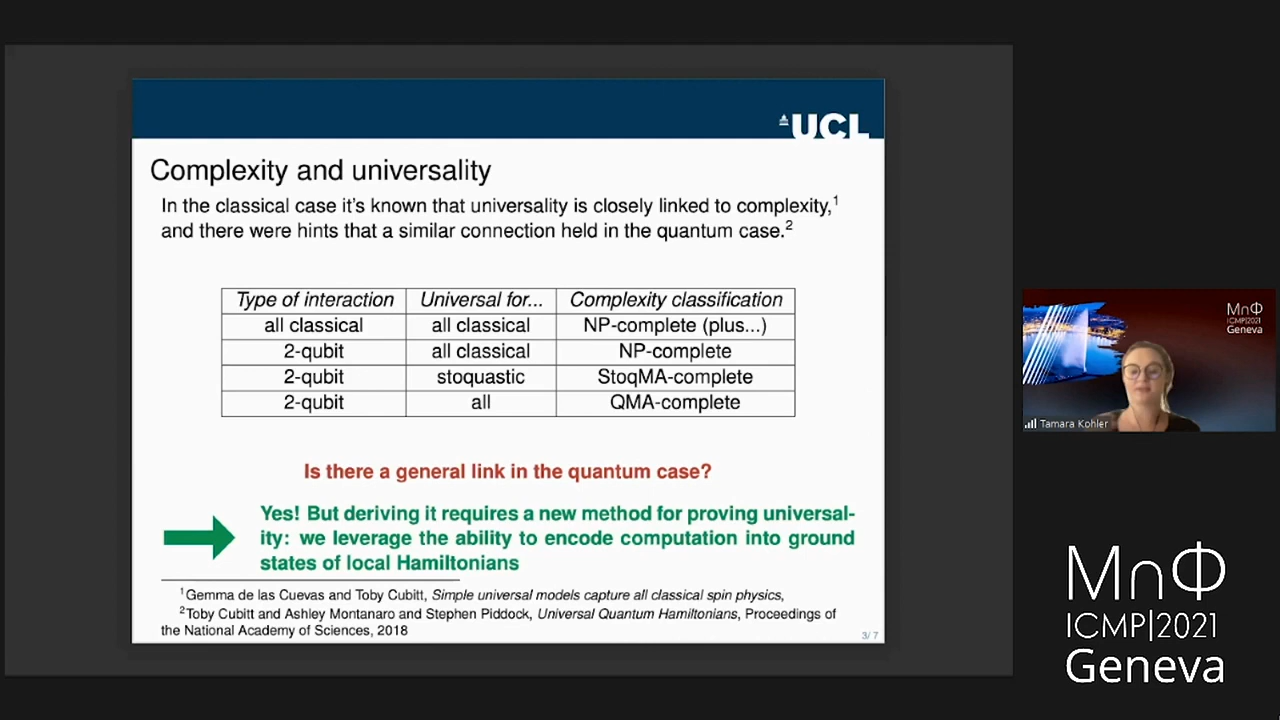 UCL
Complexity and universality
In the classical case it's known that universality is closely linked to complexity,1
and there were hints that a similar connection held in the quantum case.2
Type of interaction Universal for... Complexity classification
all classical all classical NP-complete (plus...)
2-qubit all classical NP-complete
2-qubit stoquastic StoqMA-complete
2-qubit all QMA-complete
Is there a general link in the quantum case?
Yes! But deriving it requires a new method for proving universal-
ity: we leverage the ability to encode computation into ground
states of local Hamiltonians
1Gemma de las Cuevas and Toby Cubitt, Simple universal models capture all classical spin physics,
2Toby Cubitt and Ashley Montanaro and Stephen Piddock, Universal Quantum Hamiltonians, Proceedings of
the National Academy of Sciences, 2018
3/7
MnΦ
ICMP|2021
Geneva
Tamara Kohler
MnΦ
ICMP|2021
Geneva